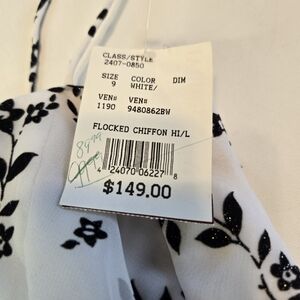 CLASS/STYLE
2407-0850
SIZE COLOR DIM
9 WHITE/
VEN# VEN#
1190 9480862BW
FLOCKED CHIFFON HI/L
4 24070 06227 8
$149.00